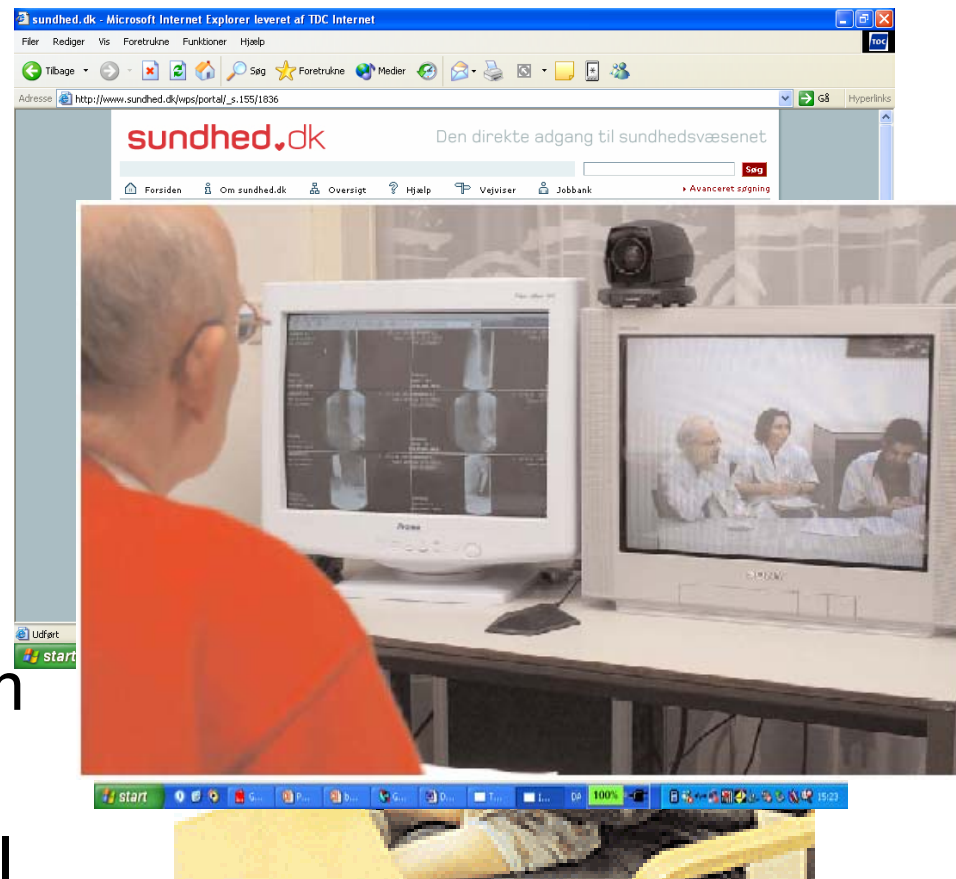 sundhed.dk - Microsoft Internet Explorer leveret af TDC Internet
Filer Rediger Vis Foretrukne Funktioner Hjælp
TDC
Tilbage Søg Foretrukne Medier
Adresse http://www.sundhed.dk/wps/portal/_s.155/1836 Gå Hyperlinks
sundhed.dk Den direkte adgang til sundhedsvæsenet
Søg
Forsiden Om sundhed.dk Oversigt Hjælp Vejviser Jobbank Avanceret søgning
SONY
Udført
start
n
start G... P... b... G... D... T... I... DA 100% 15:23
l